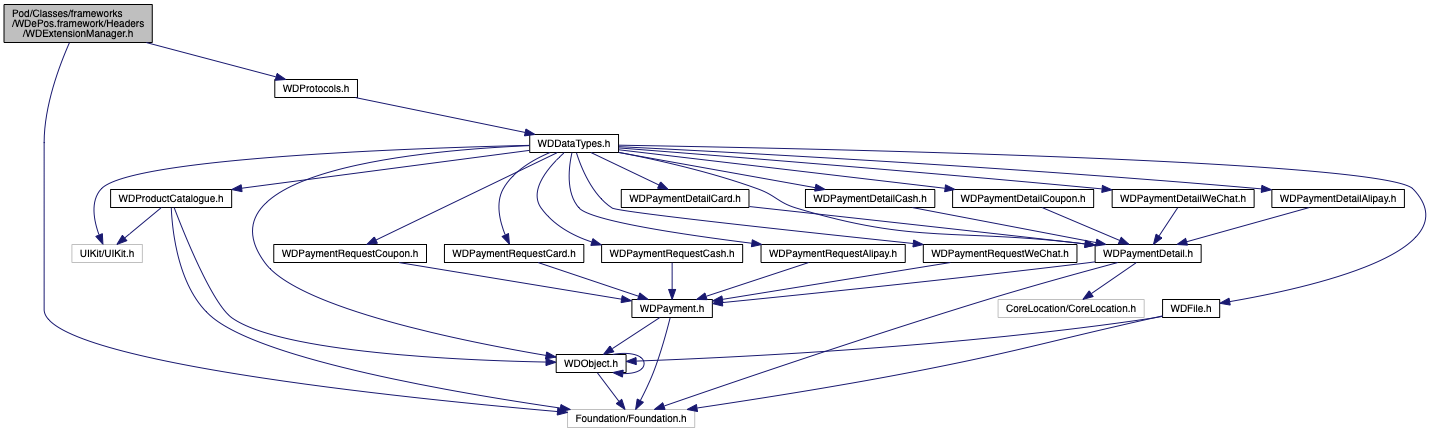 Pod/Classes/frameworks
/WDePos.framework/Headers
/WDExtensionManager.h
WDProtocols.h
WDDataTypes.h
WDProductCatalogue.h
WDPaymentDetailCard.h
WDPaymentDetailCash.h
WDPaymentDetailCoupon.h
WDPaymentDetailWeChat.h
WDPaymentDetailAlipay.h
UIKit/UIKit.h
WDPaymentRequestCoupon.h
WDPaymentRequestCard.h
WDPaymentRequestCash.h
WDPaymentRequestAlipay.h
WDPaymentRequestWeChat.h
WDPaymentDetail.h
WDPayment.h
CoreLocation/CoreLocation.h
WDFile.h
WDObject.h
Foundation/Foundation.h